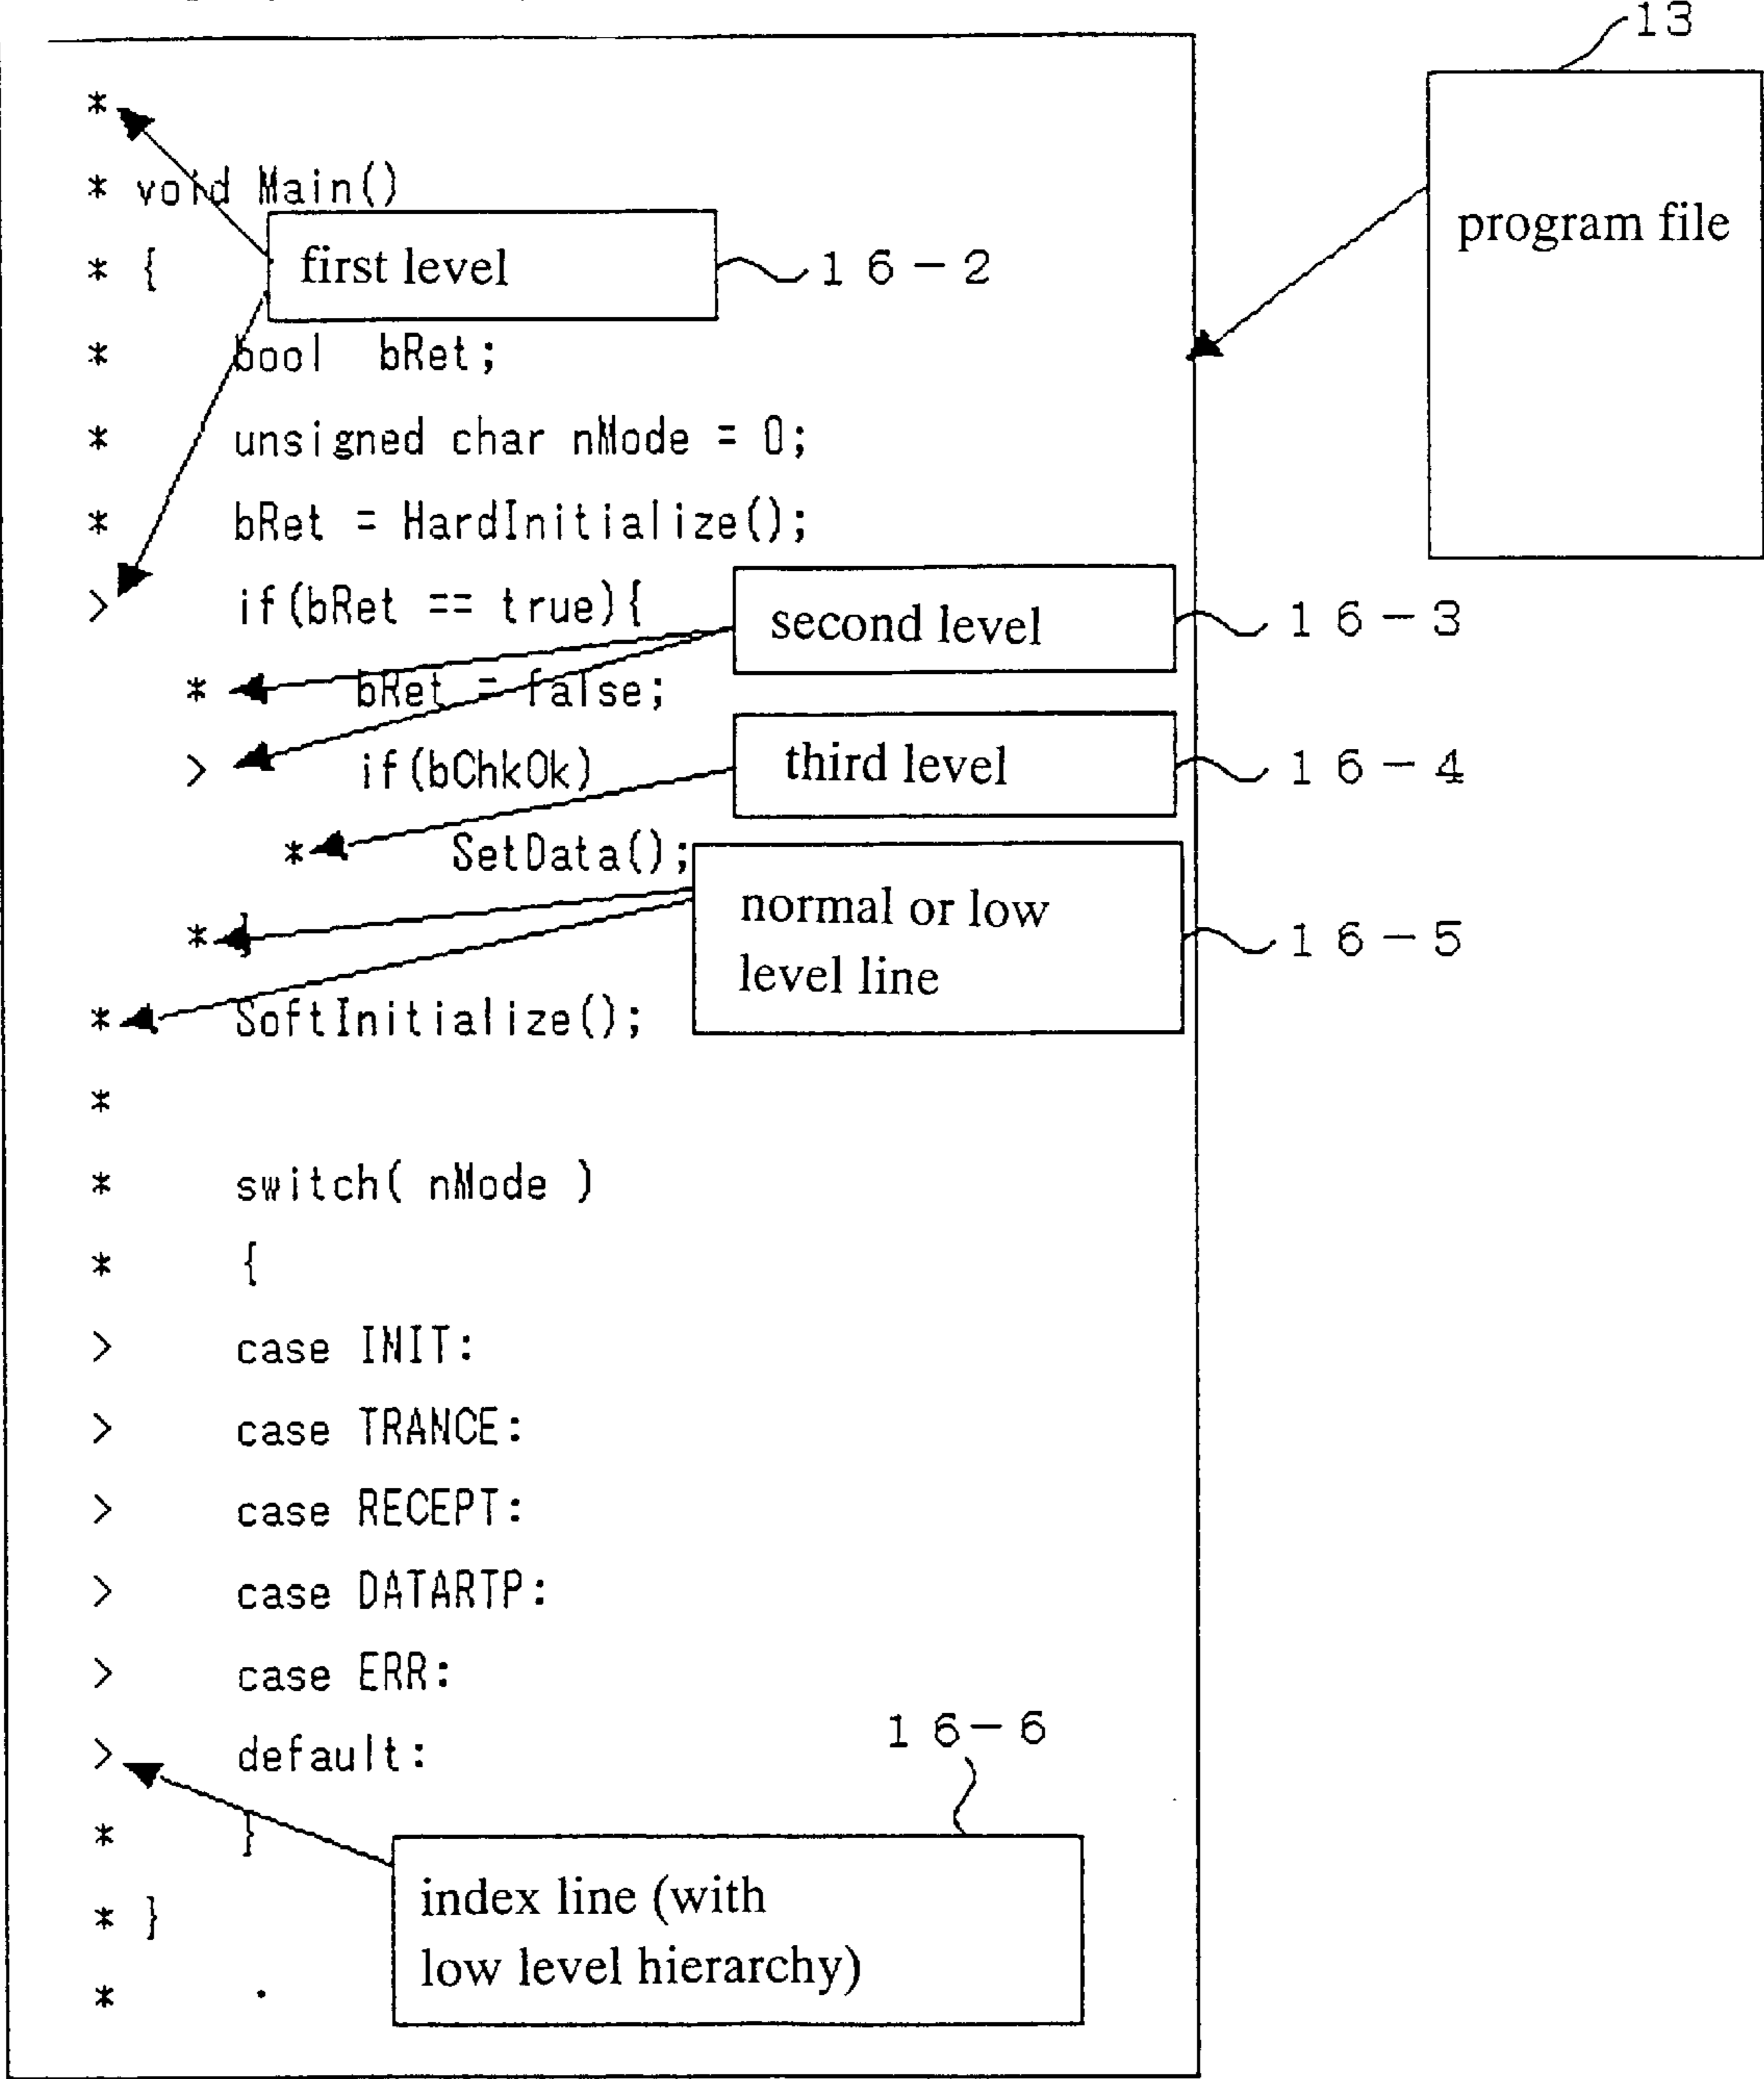 13
*
* void Main()
program file
* {
first level
16-2
* bool bRet;
* unsigned char nMode = 0;
* bRet = HardInitialize();
> if(bRet == true){
second level
16-3
* bRet = false;
> if(bChkOk)
third level
16-4
* SetData();
normal or low
level line
16-5
* }
* SoftInitialize();
*
* switch( nMode )
* {
> case INIT:
> case TRANCE:
> case RECEPT:
> case DATARTP:
> case ERR:
16-6
> default:
* }
index line (with
low level hierarchy)
* }
* .